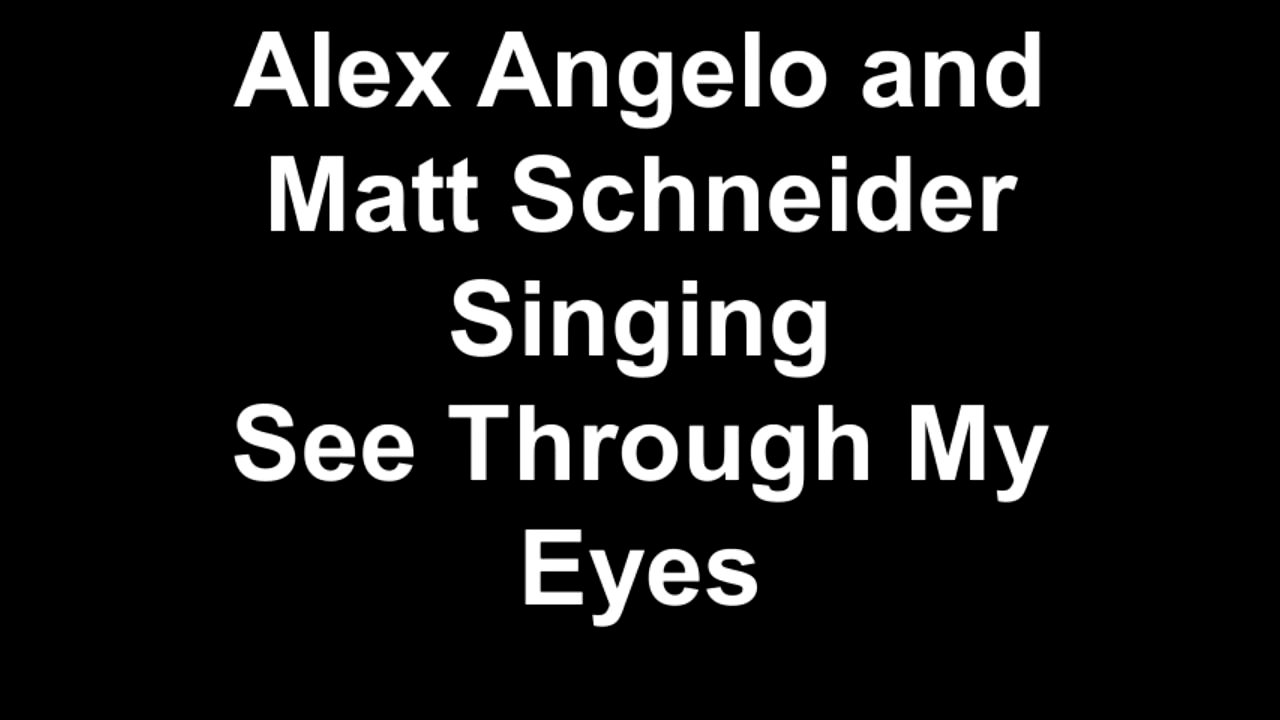 Alex Angelo and
Matt Schneider
Singing
See Through My
Eyes